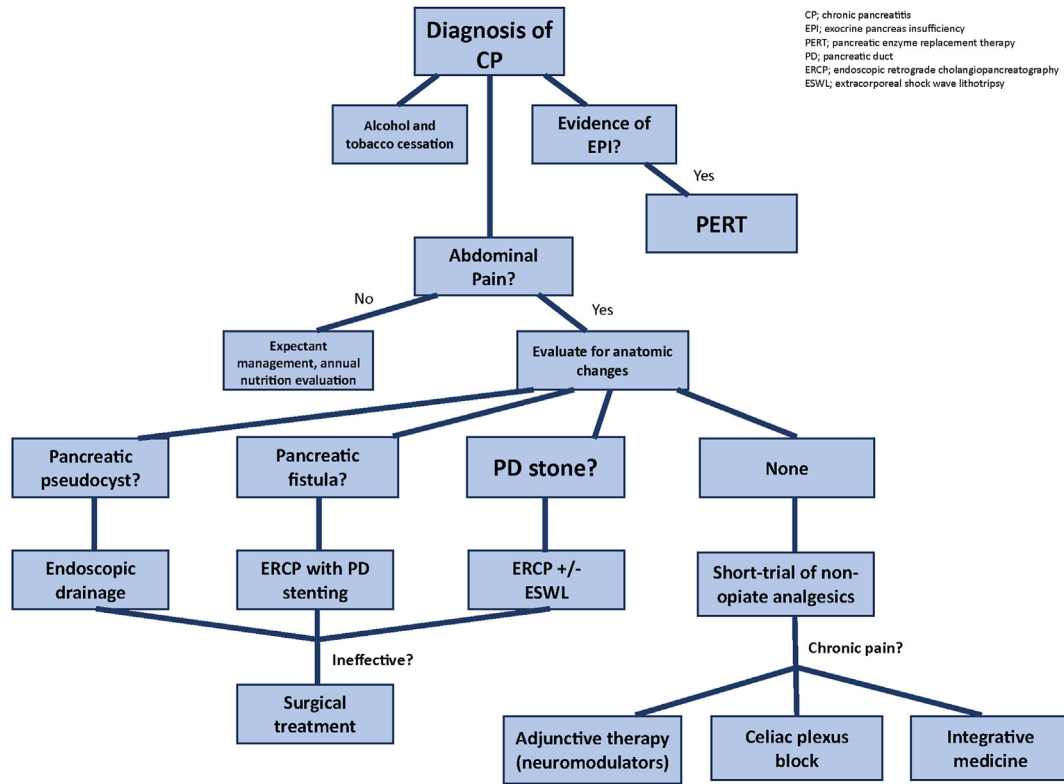 CP; chronic pancreatitis
EPI; exocrine pancreas insufficiency
PERT; pancreatic enzyme replacement therapy
PD; pancreatic duct
ERCP; endoscopic retrograde cholangiopancreatography
ESWL; extracorporeal shock wave lithotripsy
Diagnosis of
CP
Alcohol and
tobacco cessation
Evidence of
EPI?
Yes
PERT
Abdominal
Pain?
No
Yes
Expectant
management, annual
nutrition evaluation
Evaluate for anatomic
changes
Pancreatic
pseudocyst?
Pancreatic
fistula?
PD stone?
None
Endoscopic
drainage
ERCP with PD
stenting
ERCP +/-
ESWL
Short-trial of non-
opiate analgesics
Ineffective?
Chronic pain?
Surgical
treatment
Adjunctive therapy
(neuromodulators)
Celiac plexus
block
Integrative
medicine